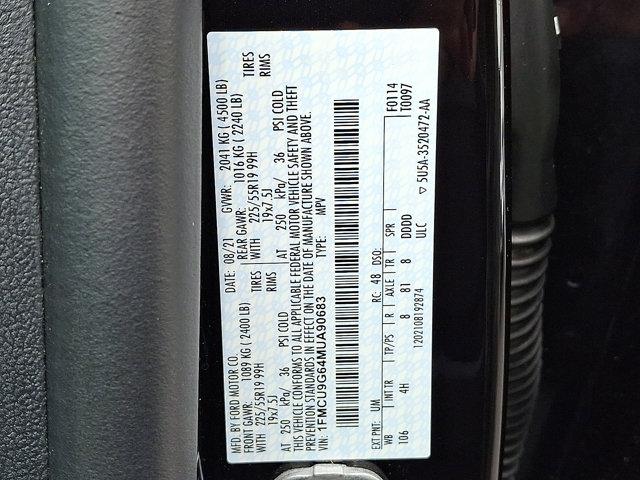 MFD. BY FORD MOTOR CO. DATE: 08/21 GVWR: 2041 KG ( 4500 LB)
FRONT GAWR: 1089 KG ( 2400 LB) REAR GAWR: 1016 KG ( 2240 LB)
WITH 225/55R19 99H TIRES WITH 225/55R19 99H TIRES
19x7.5J RIMS 19x7.5J RIMS
AT 250 kPa/ 36 PSI COLD AT 250 kPa/ 36 PSI COLD
THIS VEHICLE CONFORMS TO ALL APPLICABLE FEDERAL MOTOR VEHICLE SAFETY AND THEFT
PREVENTION STANDARDS IN EFFECT ON THE DATE OF MANUFACTURE SHOWN ABOVE.
VIN: 1FMCU9G64MUA90683 TYPE: MPV
EXT PNT: UM RC: 48 DSO: F0114
WB INT TR TP/PS R AXLE TR SPR T0097
106 4H 8 81 8 DDDD
1202108192874 ULC
▽ 5U5A-3520472-AA